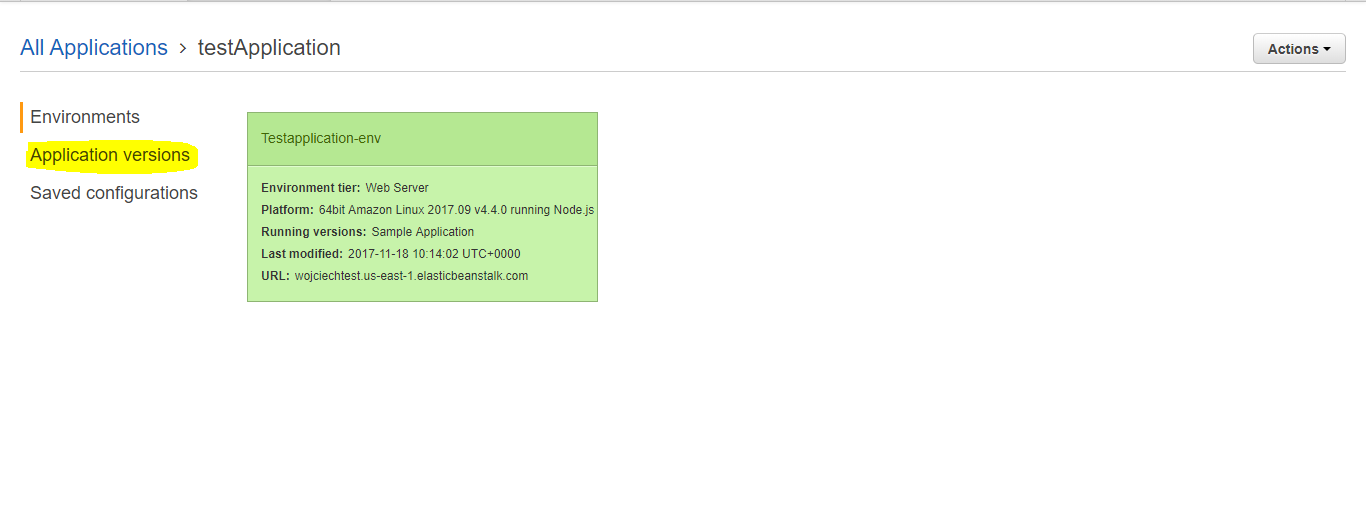 All Applications > testApplication
Actions
Environments
Application versions
Saved configurations
Testapplication-env
Environment tier: Web Server
Platform: 64bit Amazon Linux 2017.09 v4.4.0 running Node.js
Running versions: Sample Application
Last modified: 2017-11-18 10:14:02 UTC+0000
URL: wojciechtest.us-east-1.elasticbeanstalk.com